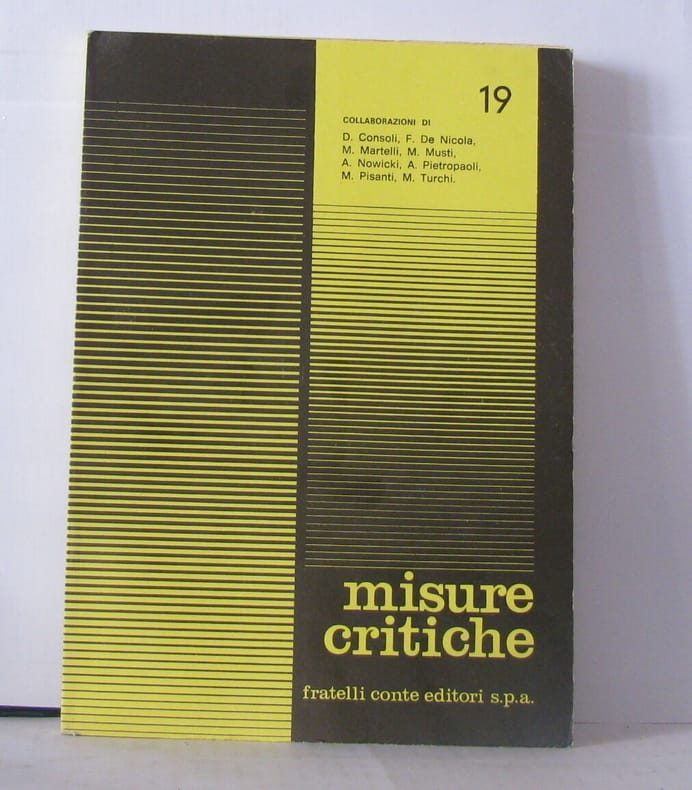 19
COLLABORAZIONI DI
D. Consoli, F. De Nicola,
M. Martelli, M. Musti,
A. Nowicki, A. Pietropaoli,
M. Pisanti, M. Turchi.
misure
critiche
fratelli conte editori s.p.a.